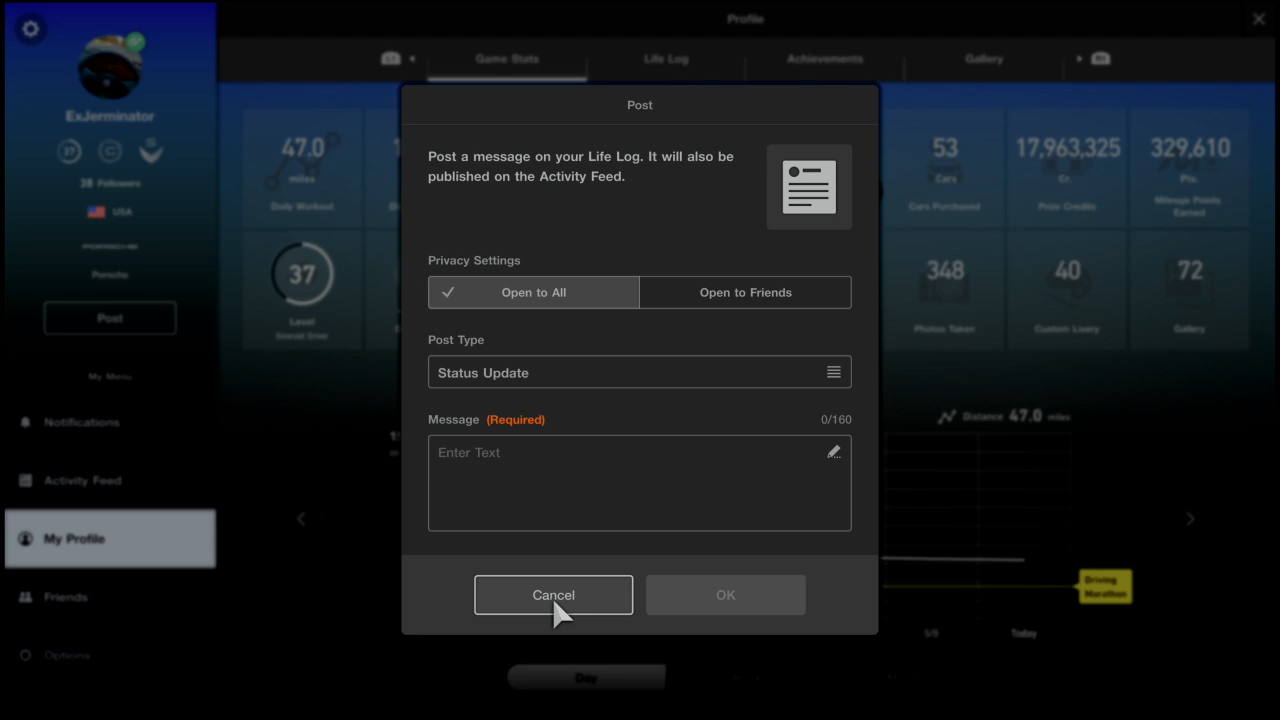 Profile
Game Stats
Life Log
Achievements
Gallery
ExJerminator
37
38 Followers
USA
Porsche
Post
My Menu
Notifications
Activity Feed
My Profile
Friends
Options
47.0
miles
Daily Workout
37
Level
53
Cars
Cars Purchased
17,963,325
Cr.
Prize Credits
329,610
Pts.
Mileage Points
Earned
348
Photos Taken
40
Custom Livery
72
Gallery
Post
Post a message on your Life Log. It will also be
published on the Activity Feed.
Privacy Settings
Open to All
Open to Friends
Post Type
Status Update
Message (Required)
0/160
Enter Text
Cancel
OK
Distance 47.0 miles
Driving
Marathon
5/9
Today
Day